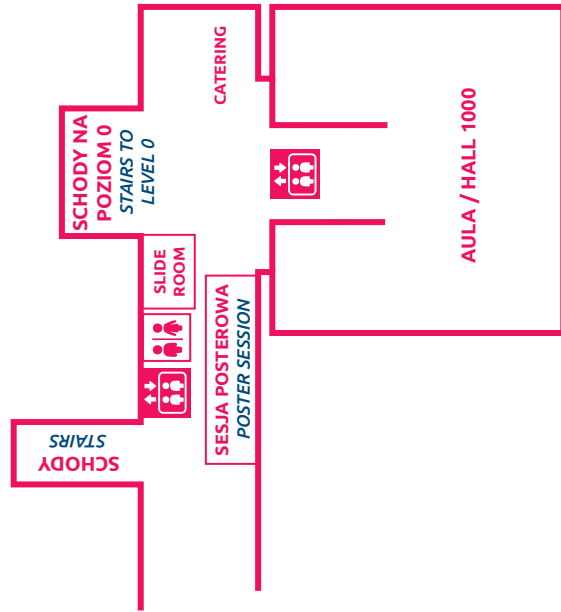 SCHODY NA
POZIOM 0
STAIRS TO
LEVEL 0
CATERING
SLIDE
ROOM
SESJA POSTEROWA
POSTER SESSION
SCHODY
STAIRS
AULA / HALL 1000